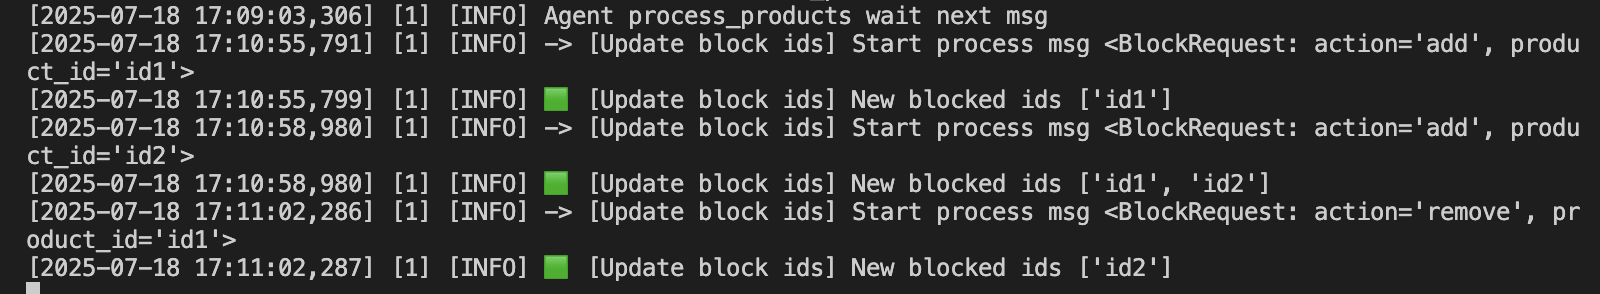 [2025-07-18 17:09:03,306] [1] [INFO] Agent process_products wait next msg
[2025-07-18 17:10:55,791] [1] [INFO] —> [Update block ids] Start process msg <BlockRequest: action='add', produ
ct_id='id1'>
[2025-07-18 17:10:55,799] [1] [INFO] 🟩 [Update block ids] New blocked ids ['id1']
[2025-07-18 17:10:58,980] [1] [INFO] —> [Update block ids] Start process msg <BlockRequest: action='add', produ
ct_id='id2'>
[2025-07-18 17:10:58,980] [1] [INFO] 🟩 [Update block ids] New blocked ids ['id1', 'id2']
[2025-07-18 17:11:02,286] [1] [INFO] —> [Update block ids] Start process msg <BlockRequest: action='remove', pr
oduct_id='id1'>
[2025-07-18 17:11:02,287] [1] [INFO] 🟩 [Update block ids] New blocked ids ['id2']